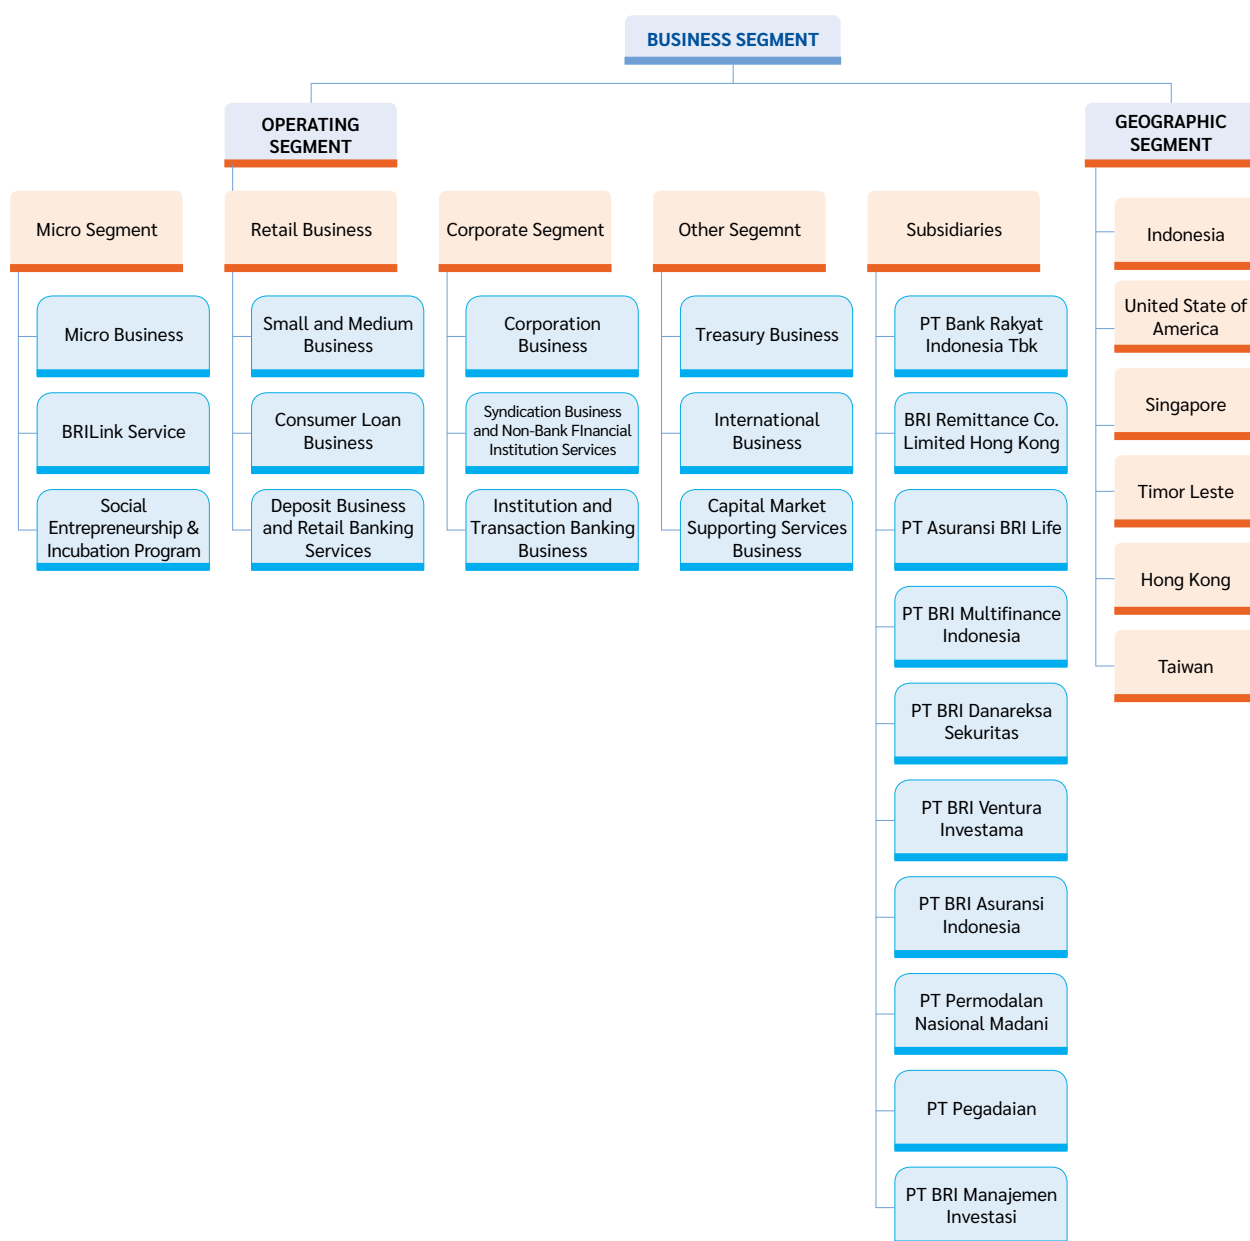 BUSINESS SEGMENT
OPERATING
SEGMENT
GEOGRAPHIC
SEGMENT
Micro Segment
Retail Business
Corporate Segment
Other Segemnt
Subsidiaries
Micro Business
BRILink Service
Social
Entrepreneurship &
Incubation Program
Small and Medium
Business
Consumer Loan
Business
Deposit Business
and Retail Banking
Services
Corporation
Business
Syndication Business
and Non-Bank FInancial
Institution Services
Institution and
Transaction Banking
Business
Treasury Business
International
Business
Capital Market
Supporting Services
Business
PT Bank Rakyat
Indonesia Tbk
BRI Remittance Co.
Limited Hong Kong
PT Asuransi BRI Life
PT BRI Multifinance
Indonesia
PT BRI Danareksa
Sekuritas
PT BRI Ventura
Investama
PT BRI Asuransi
Indonesia
PT Permodalan
Nasional Madani
PT Pegadaian
PT BRI Manajemen
Investasi
Indonesia
United State of
America
Singapore
Timor Leste
Hong Kong
Taiwan